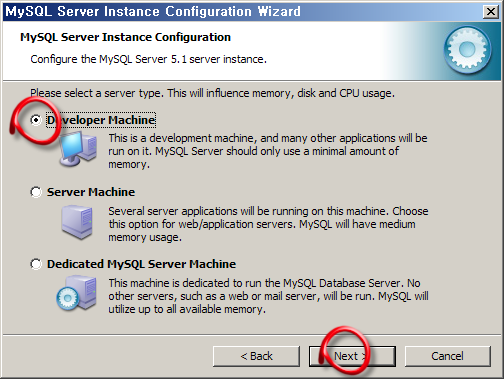 MySQL Server Instance Configuration Wizard
MySQL Server Instance Configuration
Configure the MySQL Server 5.1 server instance.
Please select a server type. This will influence memory, disk and CPU usage.
Developer Machine
This is a development machine, and many other applications will be
run on it. MySQL Server should only use a minimal amount of
memory.
Server Machine
Several server applications will be running on this machine. Choose
this option for web/application servers. MySQL will have medium
memory usage.
Dedicated MySQL Server Machine
This machine is dedicated to run the MySQL Database Server. No
other servers, such as a web or mail server, will be run. MySQL will
utilize up to all available memory.
< Back
Next >
Cancel